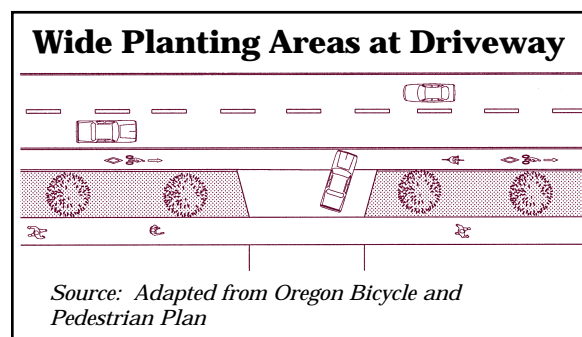 Wide Planting Areas at Driveway
Source: Adapted from Oregon Bicycle and
Pedestrian Plan